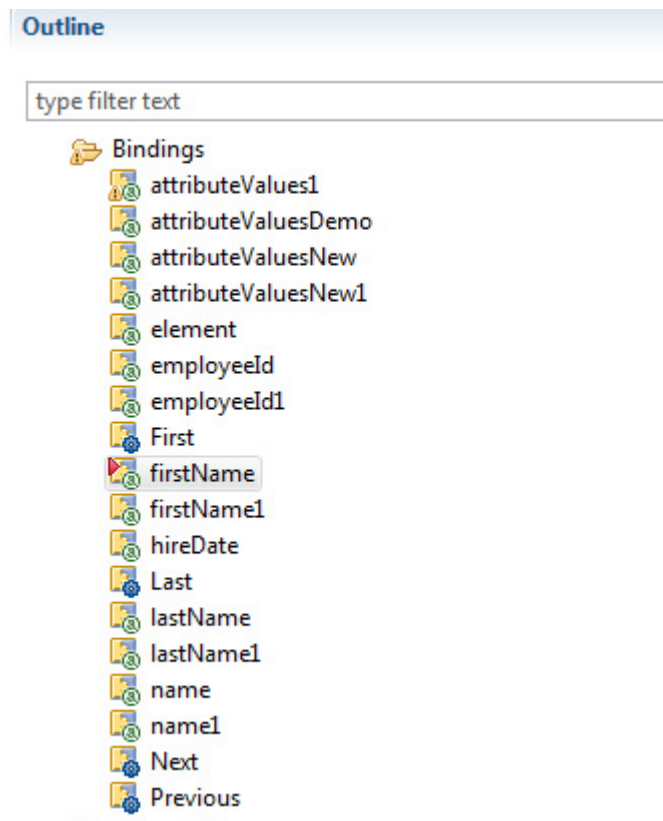 Outline
type filter text
Bindings
attributeValues1
attributeValuesDemo
attributeValuesNew
attributeValuesNew1
element
employeeId
employeeId1
First
firstName
firstName1
hireDate
Last
lastName
lastName1
name
name1
Next
Previous